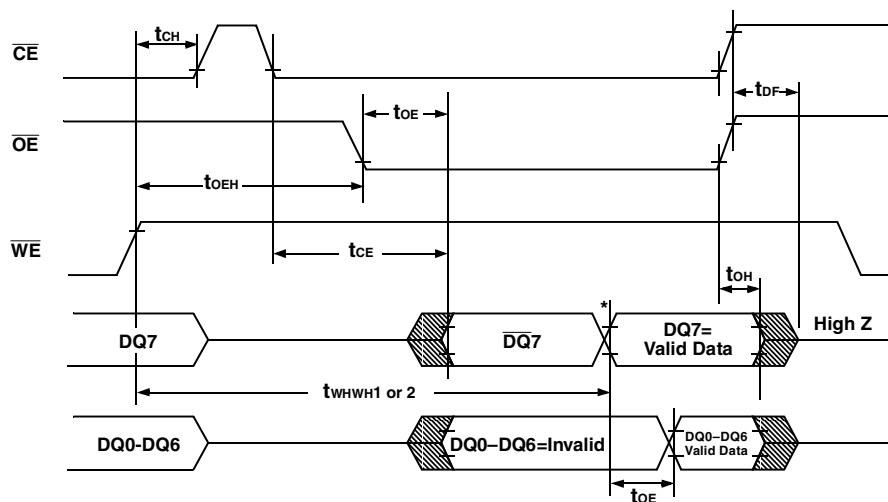 tCH
CE
tDF
tOE
OE
tOEH
WE
tCE
tOH
*
DQ7
DQ7
DQ7=
Valid Data
High Z
tWHWH1 or 2
DQ0-DQ6
DQ0–DQ6=Invalid
DQ0–DQ6
Valid Data
tOE